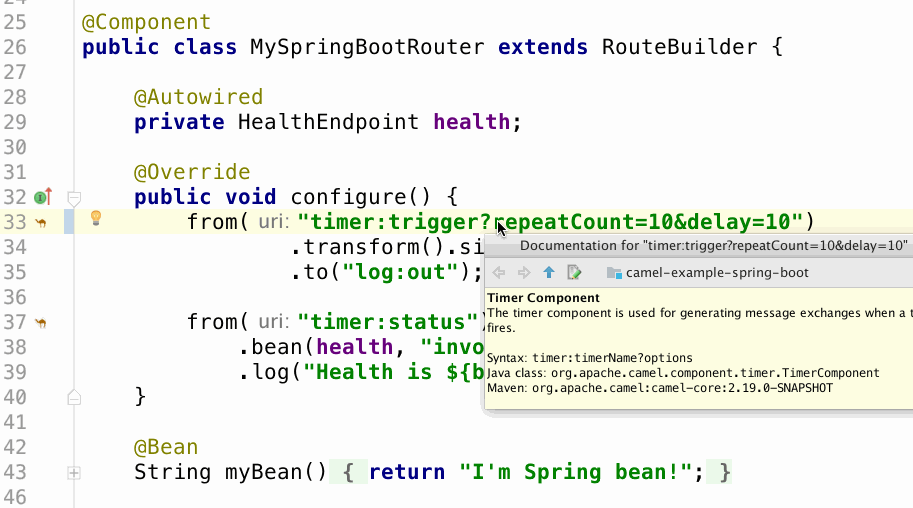 24
25 @Component
26 public class MySpringBootRouter extends RouteBuilder {
27
28 @Autowired
29 private HealthEndpoint health;
30
31 @Override
32 public void configure() {
33 from( uri: "timer:trigger?repeatCount=10&delay=10")
34 .transform().si
35 .to("log:out");
36
37 from( uri: "timer:status"
38 .bean(health, "invo
39 .log("Health is ${b
40 }
41
42 @Bean
43 String myBean() { return "I'm Spring bean!"; }
46
Documentation for "timer:trigger?repeatCount=10&delay=10"
camel-example-spring-boot
Timer Component
The timer component is used for generating message exchanges when a t
fires.
Syntax: timer:timerName?options
Java class: org.apache.camel.component.timer.TimerComponent
Maven: org.apache.camel:camel-core:2.19.0-SNAPSHOT